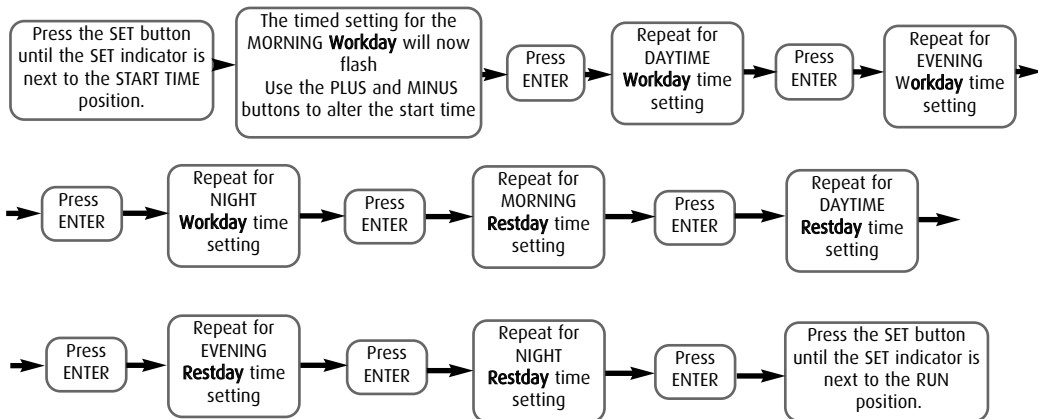 Press the SET button
until the SET indicator is
next to the START TIME
position.
The timed setting for the
MORNING Workday will now
flash
Use the PLUS and MINUS
buttons to alter the start time
Press
ENTER
Repeat for
DAYTIME
Workday time
setting
Press
ENTER
Repeat for
EVENING
Workday time
setting
Press
ENTER
Repeat for
NIGHT
Workday time
setting
Press
ENTER
Repeat for
MORNING
Restday time
setting
Press
ENTER
Repeat for
DAYTIME
Restday time
setting
Press
ENTER
Repeat for
EVENING
Restday time
setting
Press
ENTER
Repeat for
NIGHT
Restday time
setting
Press
ENTER
Press the SET button
until the SET indicator is
next to the RUN
position.